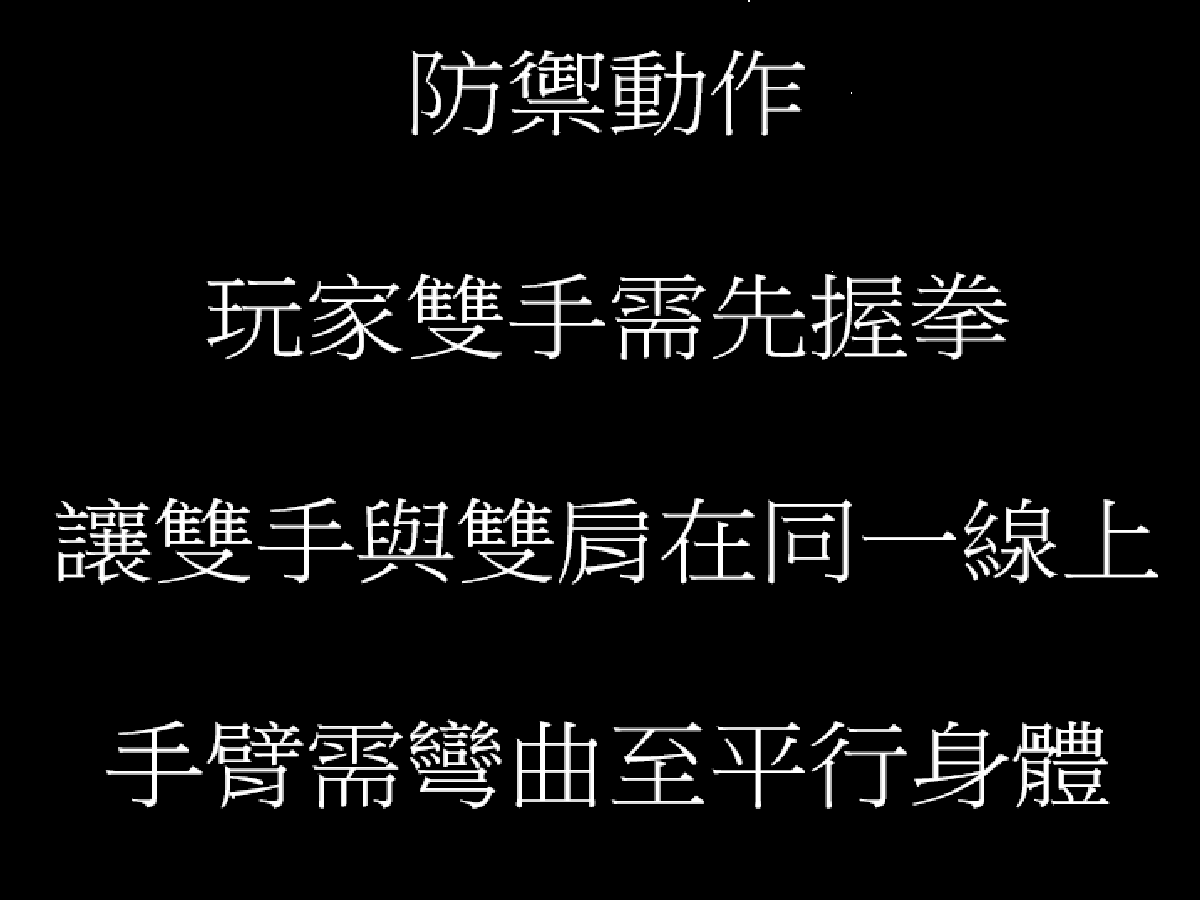 防禦動作
玩家雙手需先握拳
讓雙手與雙肩在同一線上
手臂需彎曲至平行身體